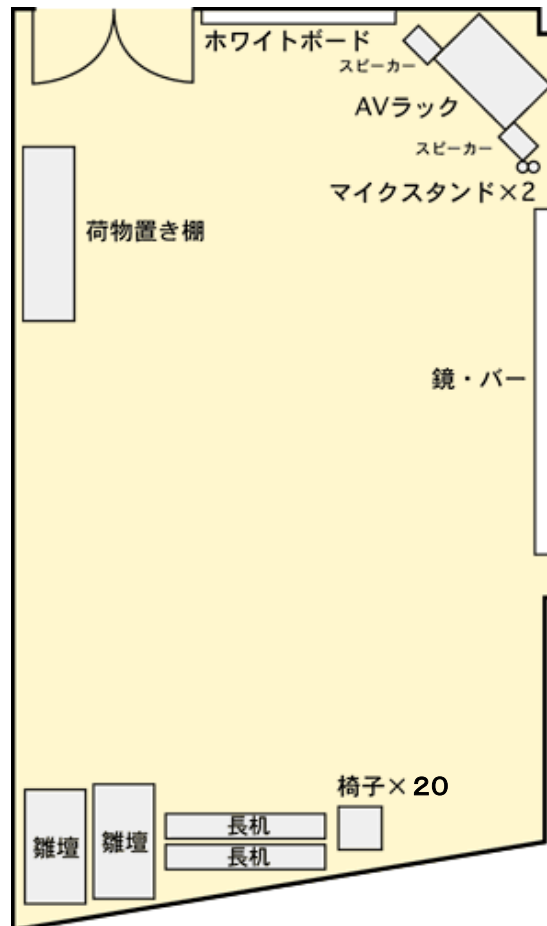 ホワイトボード
スピーカー
AVラック
スピーカー
マイクスタンド×2
荷物置き棚
鏡・バー
椅子×20
雛壇
雛壇
長机
長机